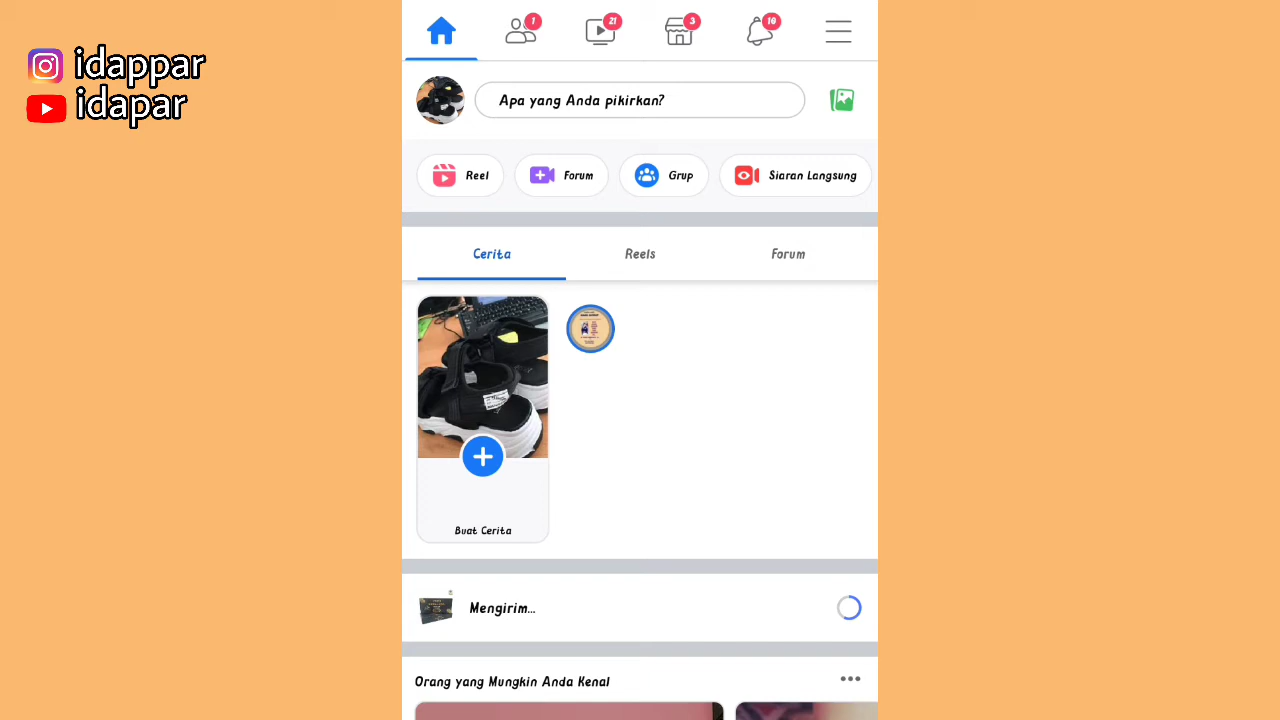 idappar
idapar
1
21
3
10
Apa yang Anda pikirkan?
Reel
Forum
Grup
Siaran Langsung
Cerita
Reels
Forum
Buat Cerita
Mengirim...
Orang yang Mungkin Anda Kenal